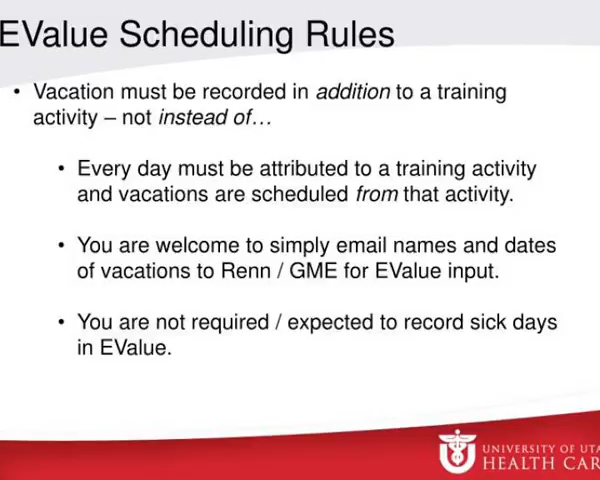 EValue Scheduling Rules
• Vacation must be recorded in addition to a training
activity – not instead of…
• Every day must be attributed to a training activity
and vacations are scheduled from that activity.
• You are welcome to simply email names and dates
of vacations to Renn / GME for EValue input.
• You are not required / expected to record sick days
in EValue.
UNIVERSITY OF UTA
HEALTH CAR